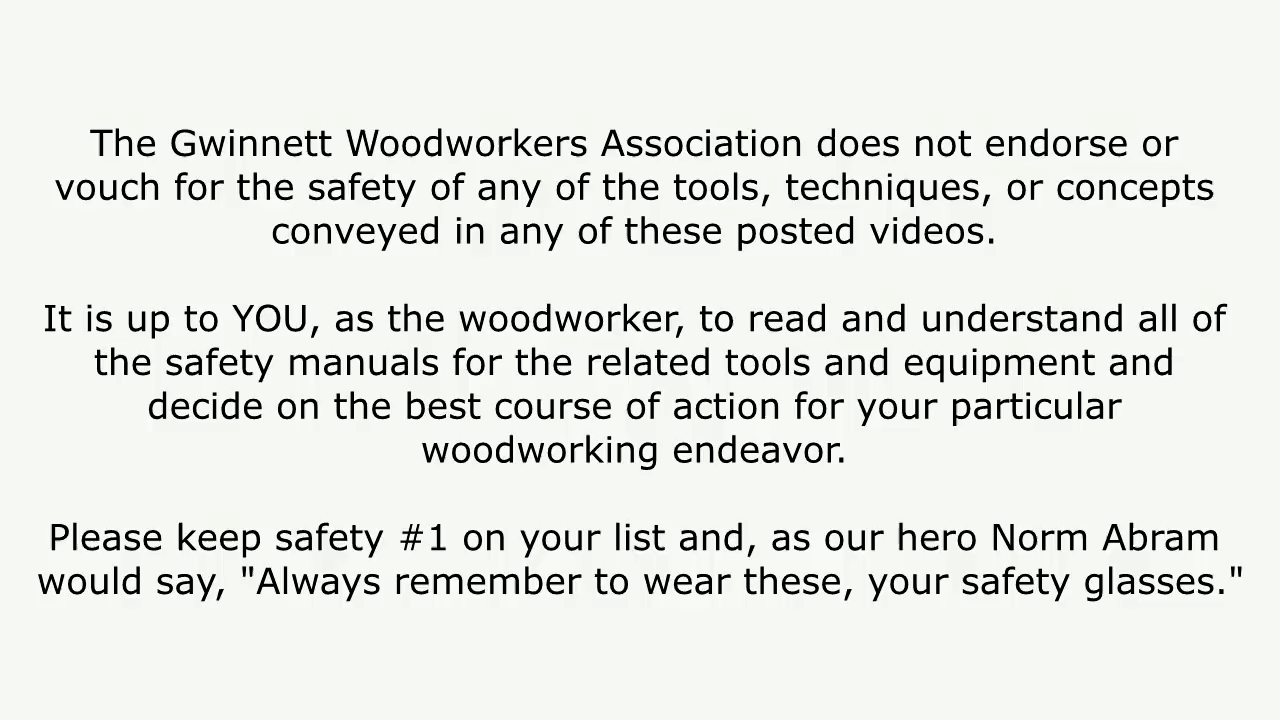 The Gwinnett Woodworkers Association does not endorse or
vouch for the safety of any of the tools, techniques, or concepts
conveyed in any of these posted videos.
It is up to YOU, as the woodworker, to read and understand all of
the safety manuals for the related tools and equipment and
decide on the best course of action for your particular
woodworking endeavor.
Please keep safety #1 on your list and, as our hero Norm Abram
would say, "Always remember to wear these, your safety glasses."